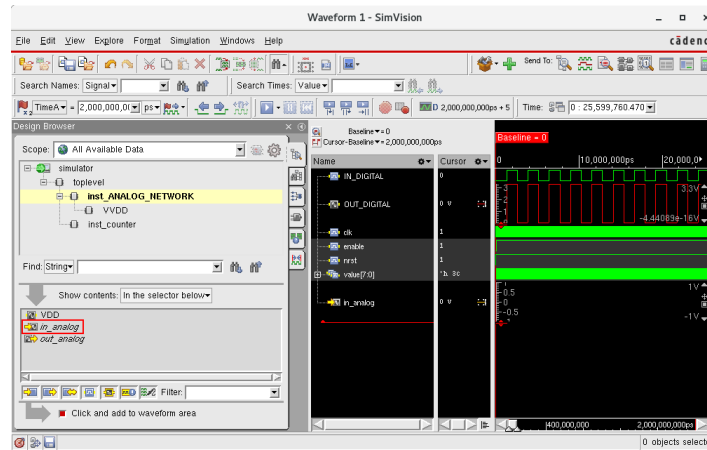 Waveform 1 - SimVision
File Edit View Explore Format Simulation Windows Help
cādenc
Send To:
Search Names: Signal
Search Times: Value
TimeA = 2,000,000,0( ps
D 2,000,000,000ps + 5
Time: 0 : 25,599,760.470
Design Browser
Scope: All Available Data
simulator
toplevel
inst_ANALOG_NETWORK
VVDD
inst_counter
Find: String
Show contents: In the selector below
VDD
in_analog
out_analog
Filter:
Click and add to waveform area
Baseline = 0
Cursor-Baseline = 2,000,000,000ps
Name Cursor
IN_DIGITAL 0
OUT_DIGITAL 0 V
clk 1
enable 1
nrst 1
value[7:0] 'h 3C
in_analog 0 V
Baseline = 0
0 |10,000,000ps |20,000,0
3 3.3V
2
1
-4.44089e-16V
0.5 1V
0
-0.5
-1 -1V
0 |400,000,000 2,000,000,000ps
0 objects select